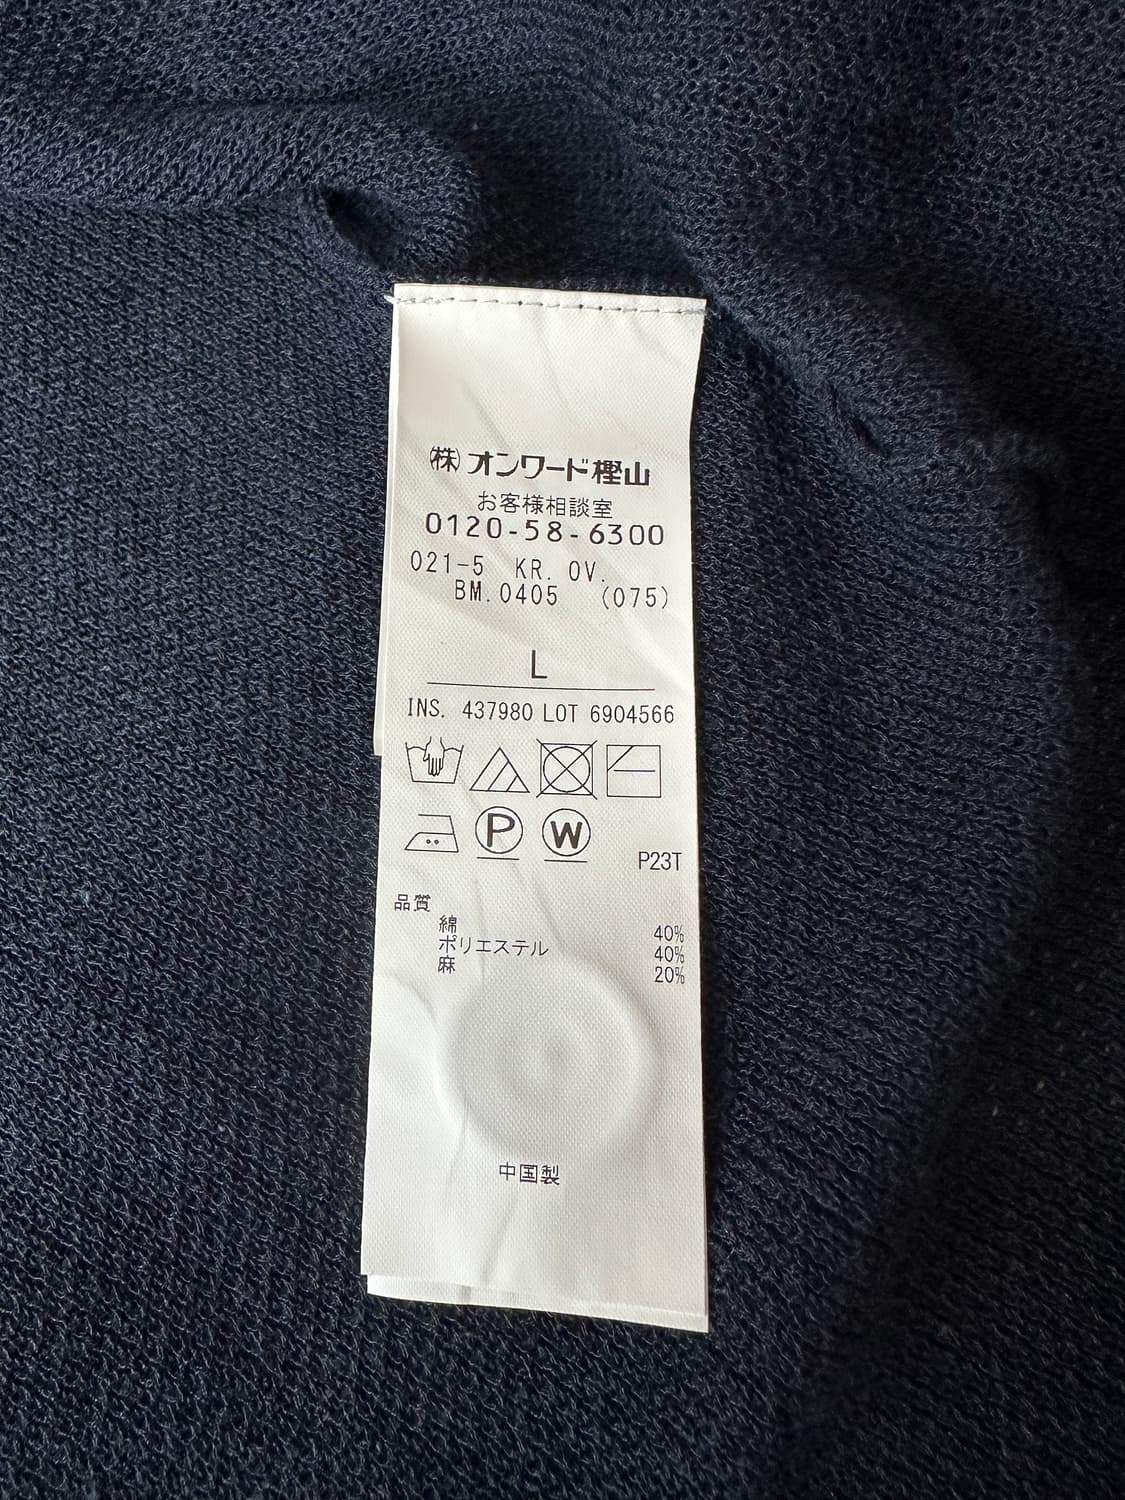 ㈱オンワード樫山
お客様相談室
0120-58-6300
021-5 KR. OV.
BM.0405 (075)
L
INS. 437980 LOT 6904566
P W
P23T
品質
綿 40%
ポリエステル 40%
麻 20%
中国製